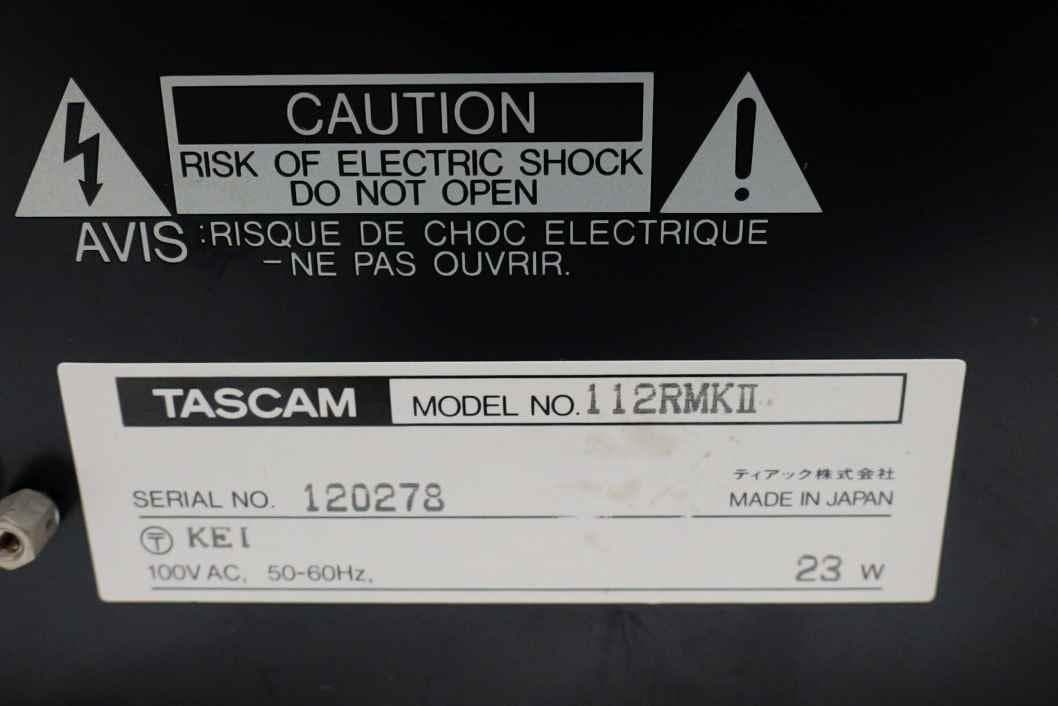 CAUTION
RISK OF ELECTRIC SHOCK
DO NOT OPEN
AVIS :RISQUE DE CHOC ELECTRIQUE
–NE PAS OUVRIR.
TASCAM MODEL NO. 112RMKII
ティアック株式会社
SERIAL NO. 120278 MADE IN JAPAN
〶 KEI
100V AC, 50-60Hz, 23 W